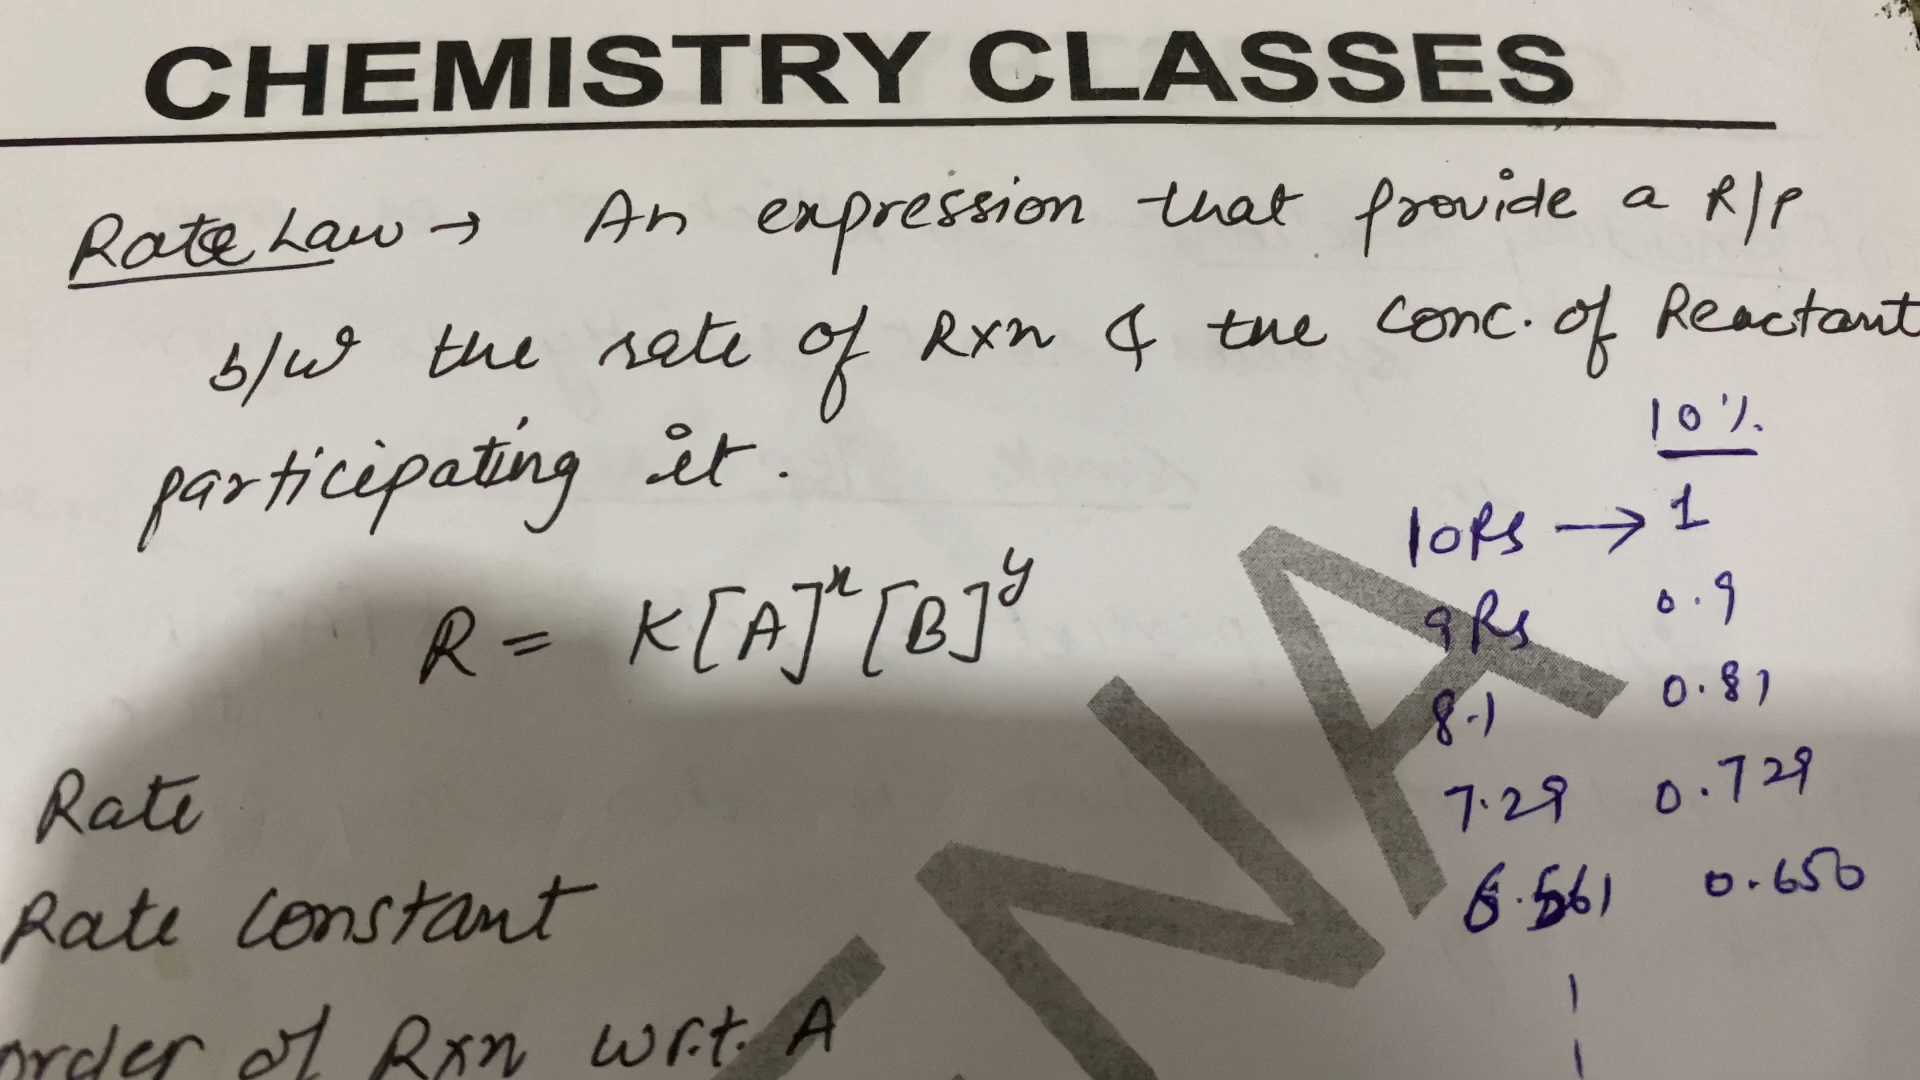 CHEMISTRY CLASSES
Rate Law → An expression that provide a R/P
b/w the rate of Rxn & the conc. of Reactant
participating it.
R = K[A]ˣ [B]ʸ
Rate
Rate constant
order of Rxn w.r.t. A
10%
10Rs → 1
9Rs 0.9
8.1 0.81
7.29 0.729
6.561 0.656
NA